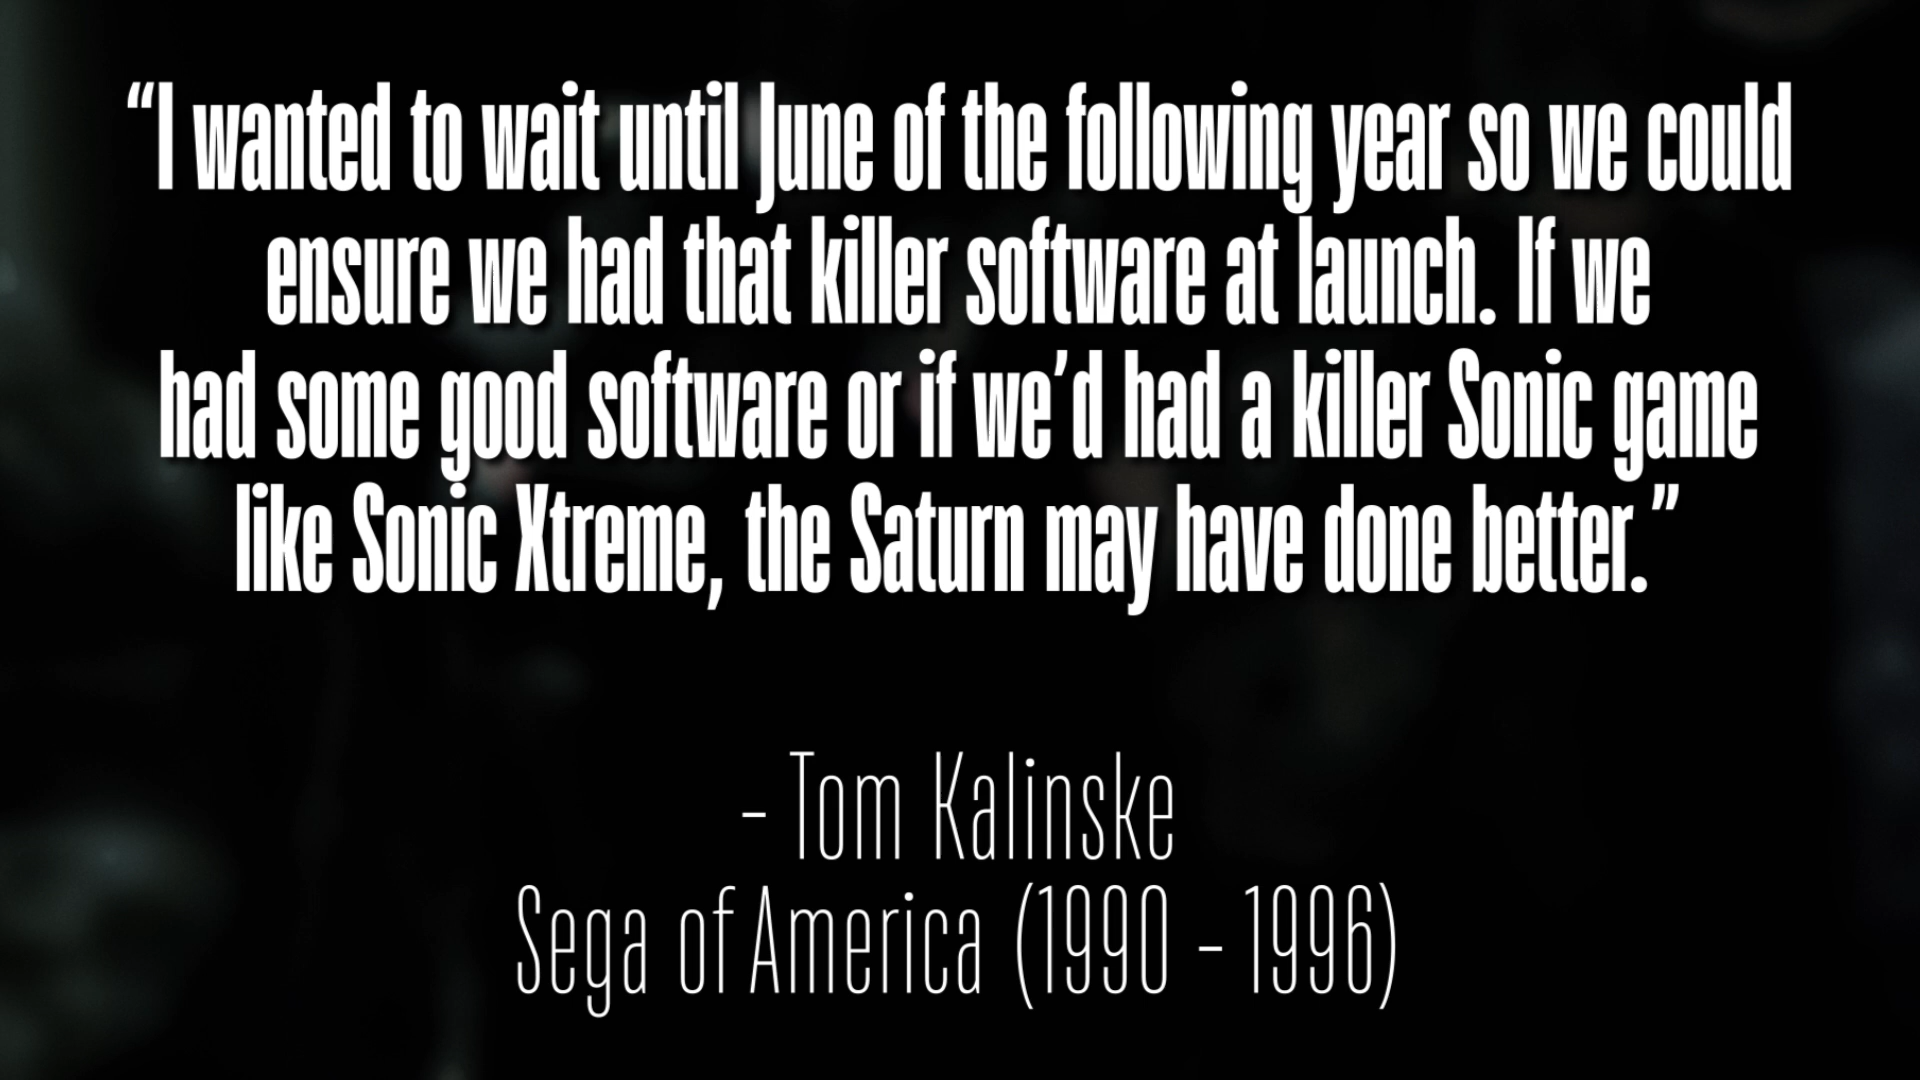 “I wanted to wait until June of the following year so we could
ensure we had that killer software at launch. If we
had some good software or if we’d had a killer Sonic game
like Sonic Xtreme, the Saturn may have done better.”
– Tom Kalinske
Sega of America (1990 – 1996)